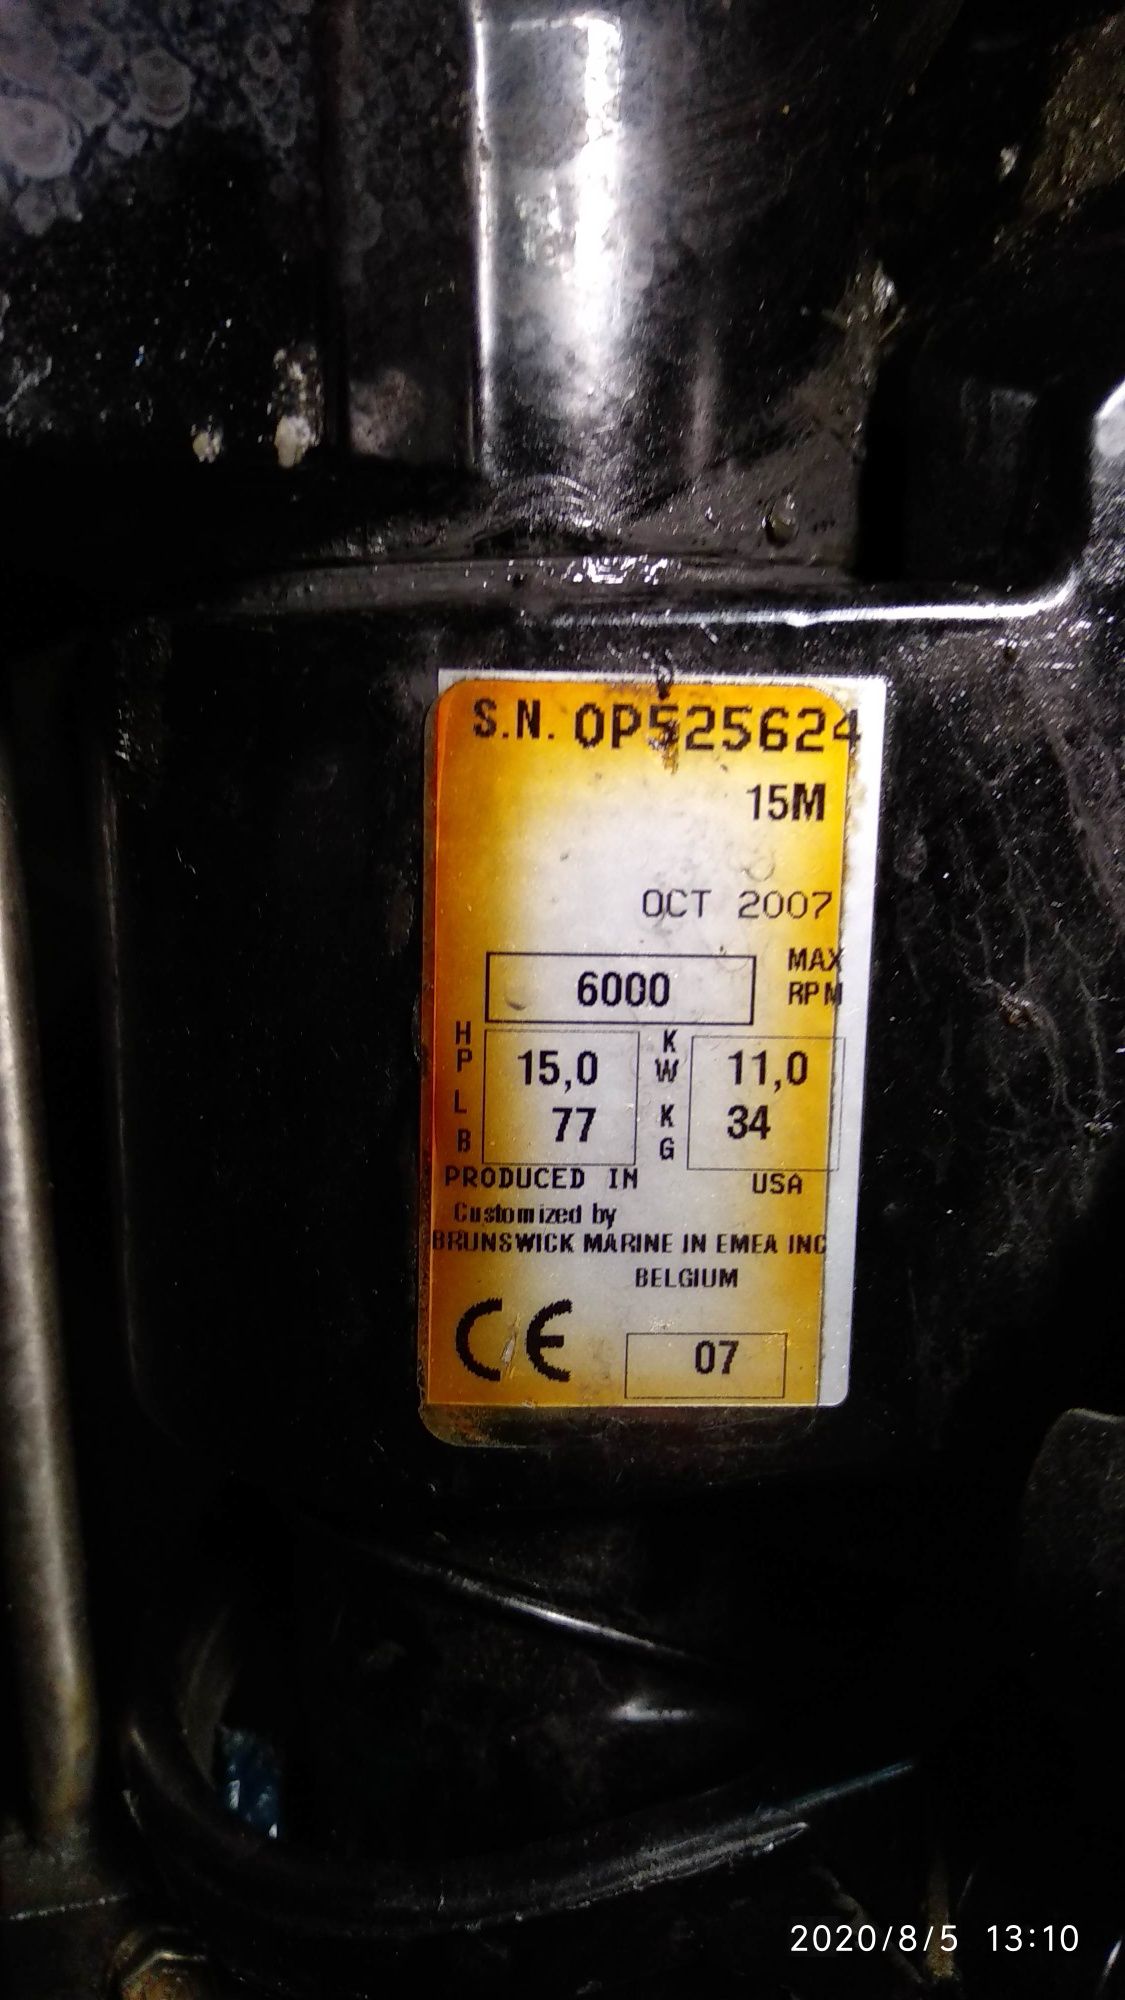 S.N. 0P525624
15M
OCT 2007
6000 MAX RPM
HP 15,0 KW 11,0
LB 77 KG 34
PRODUCED IN USA
Customized by
BRUNSWICK MARINE IN EMEA INC
BELGIUM
CE 07
2020/8/5 13:10